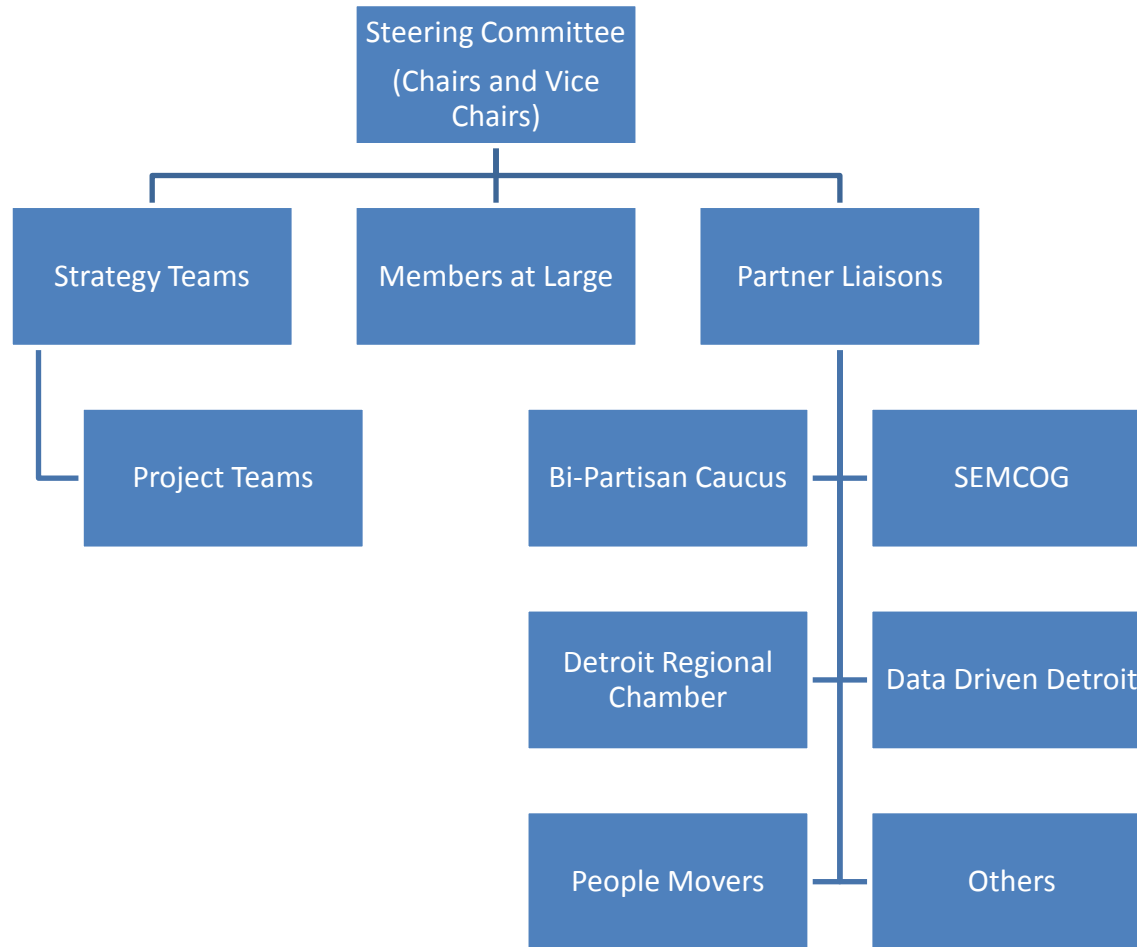 Steering Committee
(Chairs and Vice
Chairs)
Strategy Teams
Members at Large
Partner Liaisons
Project Teams
Bi-Partisan Caucus
SEMCOG
Detroit Regional
Chamber
Data Driven Detroit
People Movers
Others